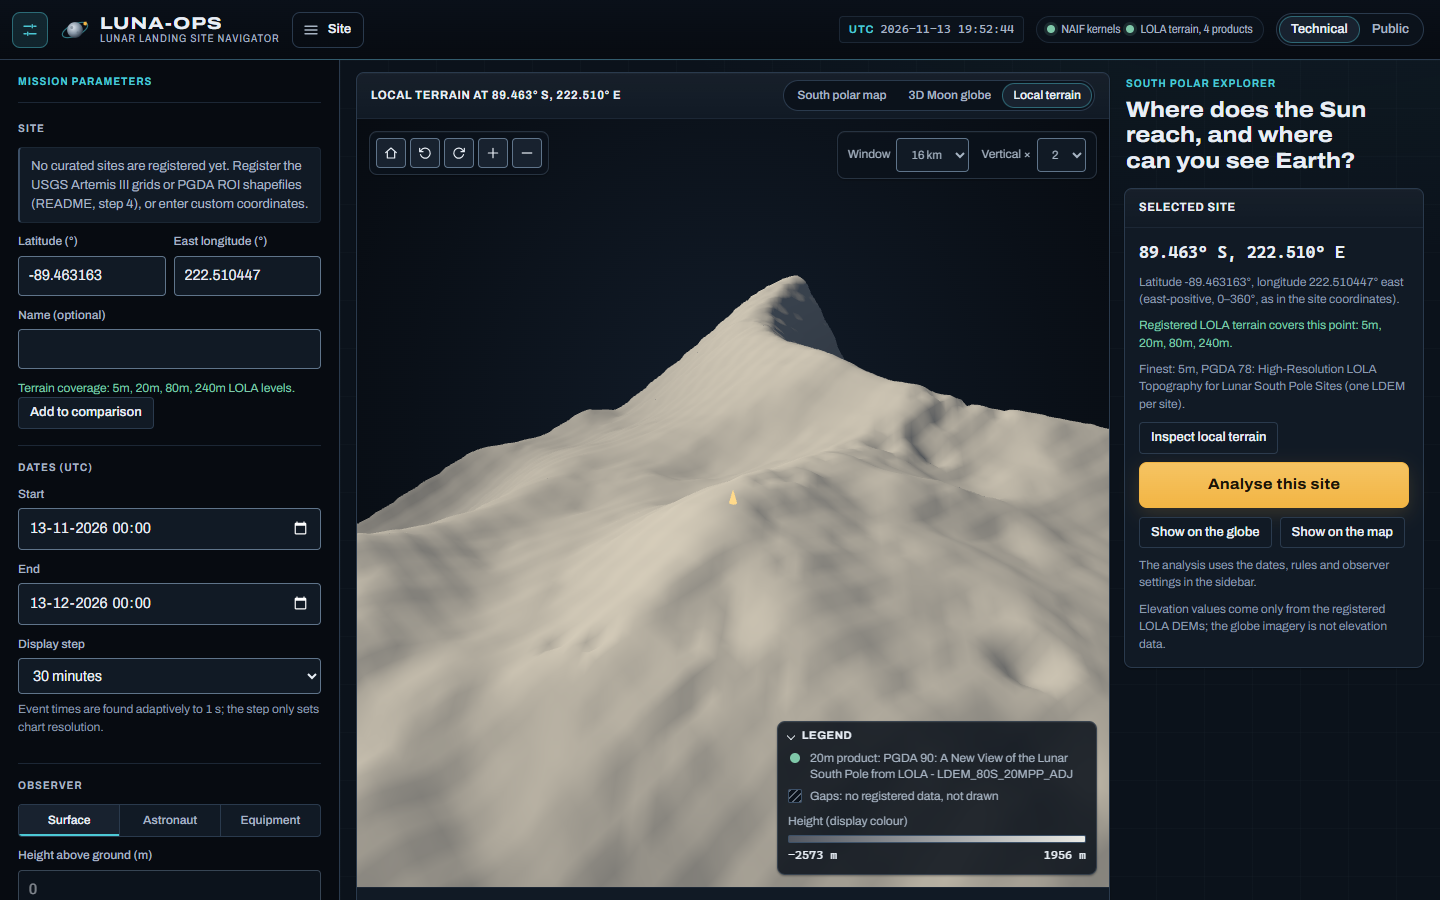 LUNA-OPS
LUNAR LANDING SITE NAVIGATOR
Site
UTC 2026-11-13 19:52:44
NAIF kernels
LOLA terrain, 4 products
Technical
Public
MISSION PARAMETERS
SITE
No curated sites are registered yet. Register the
USGS Artemis III grids or PGDA ROI shapefiles
(README, step 4), or enter custom coordinates.
Latitude (°)
East longitude (°)
-89.463163
222.510447
Name (optional)
Terrain coverage: 5m, 20m, 80m, 240m LOLA levels.
Add to comparison
DATES (UTC)
Start
13-11-2026 00:00
End
13-12-2026 00:00
Display step
30 minutes
Event times are found adaptively to 1 s; the step only sets
chart resolution.
OBSERVER
Surface
Astronaut
Equipment
Height above ground (m)
0
LOCAL TERRAIN AT 89.463° S, 222.510° E
South polar map
3D Moon globe
Local terrain
Window
16 km
Vertical ×
2
LEGEND
20m product: PGDA 90: A New View of the Lunar
South Pole from LOLA - LDEM_80S_20MPP_ADJ
Gaps: no registered data, not drawn
Height (display colour)
−2573 m
1956 m
SOUTH POLAR EXPLORER
Where does the Sun
reach, and where
can you see Earth?
SELECTED SITE
89.463° S, 222.510° E
Latitude -89.463163°, longitude 222.510447° east
(east-positive, 0–360°, as in the site coordinates).
Registered LOLA terrain covers this point: 5m,
20m, 80m, 240m.
Finest: 5m, PGDA 78: High-Resolution LOLA
Topography for Lunar South Pole Sites (one LDEM
per site).
Inspect local terrain
Analyse this site
Show on the globe
Show on the map
The analysis uses the dates, rules and observer
settings in the sidebar.
Elevation values come only from the registered
LOLA DEMs; the globe imagery is not elevation
data.